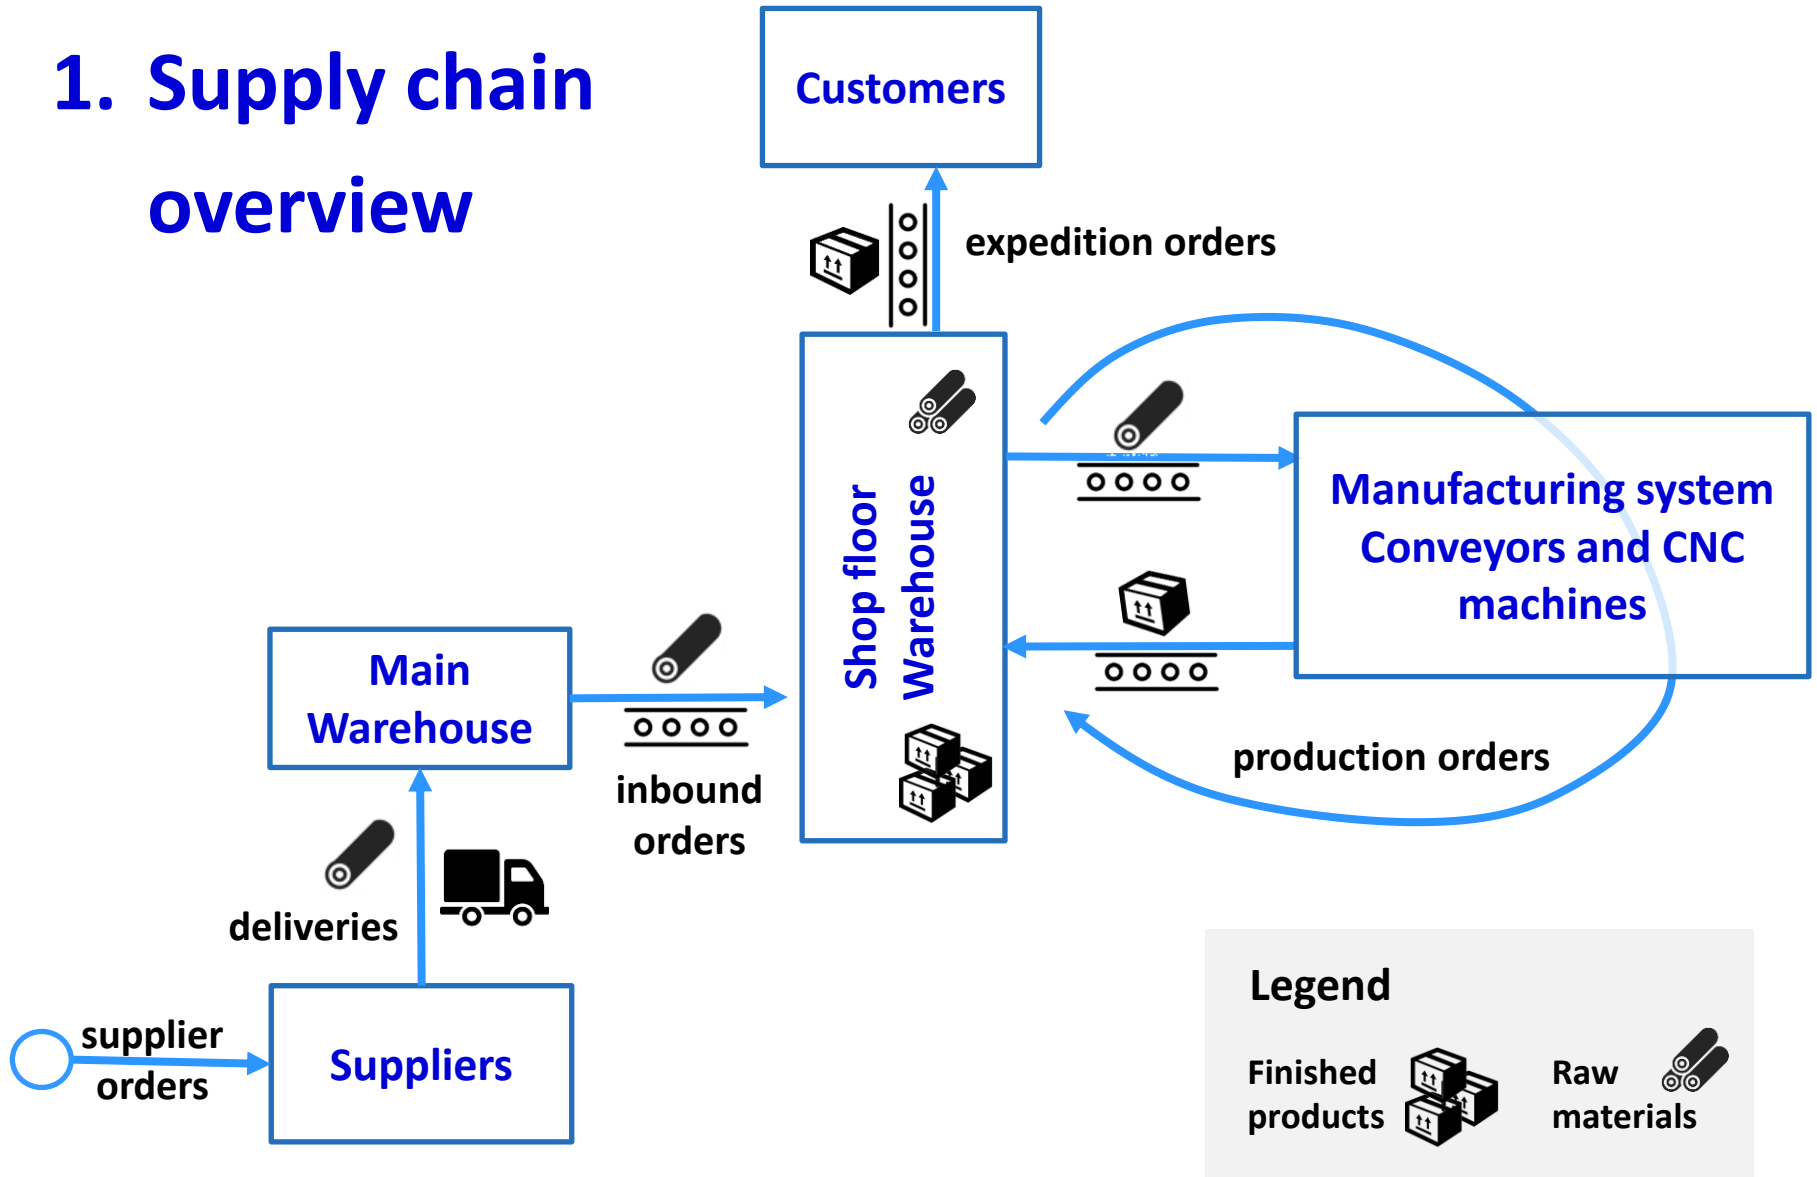 1. Supply chain
overview
Customers
expedition orders
Shop floor
Warehouse
Manufacturing system
Conveyors and CNC
machines
production orders
Main
Warehouse
inbound
orders
deliveries
supplier
orders
Suppliers
Legend
Finished
products
Raw
materials